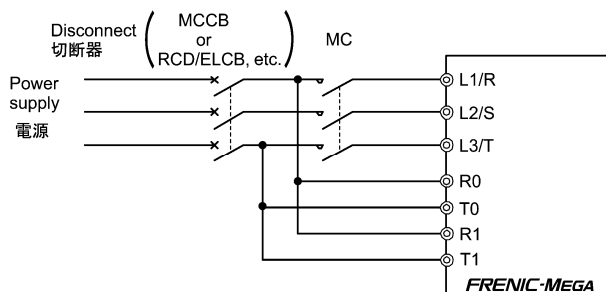 Disconnect
切断器
MCCB
or
RCD/ELCB, etc.
MC
Power
supply
電源
L1/R
L2/S
L3/T
R0
T0
R1
T1
FRENIC-MEGA